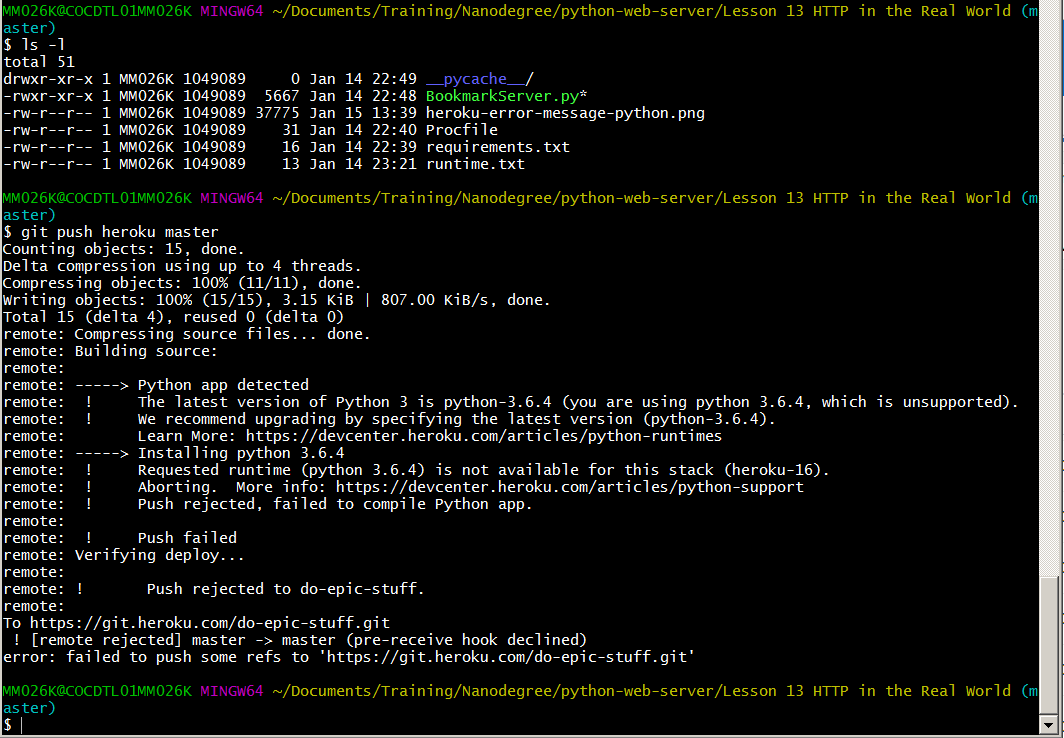 MM026K@COCDTL01MM026K MINGW64 ~/Documents/Training/Nanodegree/python-web-server/Lesson 13 HTTP in the Real World (m
aster)
$ ls -l
total 51
drwxr-xr-x 1 MM026K 1049089     0 Jan 14 22:49 __pycache__/
-rwxr-xr-x 1 MM026K 1049089  5667 Jan 14 22:48 BookmarkServer.py*
-rw-r--r-- 1 MM026K 1049089 37775 Jan 15 13:39 heroku-error-message-python.png
-rw-r--r-- 1 MM026K 1049089    31 Jan 14 22:40 Procfile
-rw-r--r-- 1 MM026K 1049089    16 Jan 14 22:39 requirements.txt
-rw-r--r-- 1 MM026K 1049089    13 Jan 14 23:21 runtime.txt
MM026K@COCDTL01MM026K MINGW64 ~/Documents/Training/Nanodegree/python-web-server/Lesson 13 HTTP in the Real World (m
aster)
$ git push heroku master
Counting objects: 15, done.
Delta compression using up to 4 threads.
Compressing objects: 100% (11/11), done.
Writing objects: 100% (15/15), 3.15 KiB | 807.00 KiB/s, done.
Total 15 (delta 4), reused 0 (delta 0)
remote: Compressing source files... done.
remote: Building source:
remote:
remote: -----> Python app detected
remote:  !     The latest version of Python 3 is python-3.6.4 (you are using python 3.6.4, which is unsupported).
remote:  !     We recommend upgrading by specifying the latest version (python-3.6.4).
remote:        Learn More: https://devcenter.heroku.com/articles/python-runtimes
remote: -----> Installing python 3.6.4
remote:  !     Requested runtime (python 3.6.4) is not available for this stack (heroku-16).
remote:  !     Aborting.  More info: https://devcenter.heroku.com/articles/python-support
remote:  !     Push rejected, failed to compile Python app.
remote:
remote:  !     Push failed
remote: Verifying deploy...
remote:
remote: !       Push rejected to do-epic-stuff.
remote:
To https://git.heroku.com/do-epic-stuff.git
 ! [remote rejected] master -> master (pre-receive hook declined)
error: failed to push some refs to 'https://git.heroku.com/do-epic-stuff.git'
MM026K@COCDTL01MM026K MINGW64 ~/Documents/Training/Nanodegree/python-web-server/Lesson 13 HTTP in the Real World (m
aster)
$